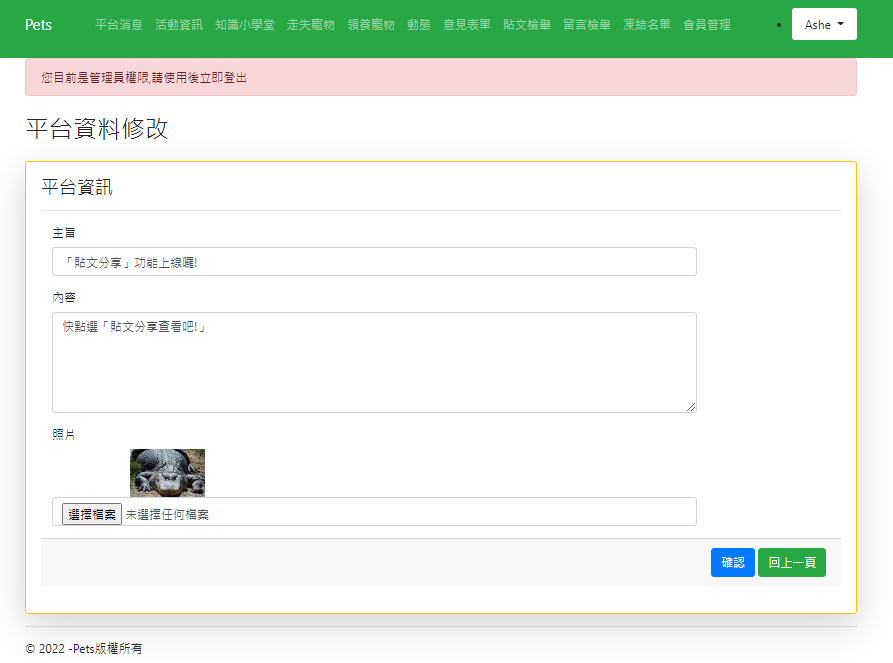 Pets 平台消息 活動資訊 知識小學堂 走失寵物 領養寵物 動態 意見表單 貼文檢舉 留言檢舉 凍結名單 會員管理 Ashe
您目前是管理員權限,請使用後立即登出
平台資料修改
平台資訊
主旨
「貼文分享」功能上線囉!
內容
快點選「貼文分享查看吧!」
照片
選擇檔案 未選擇任何檔案
確認 回上一頁
© 2022 -Pets版權所有